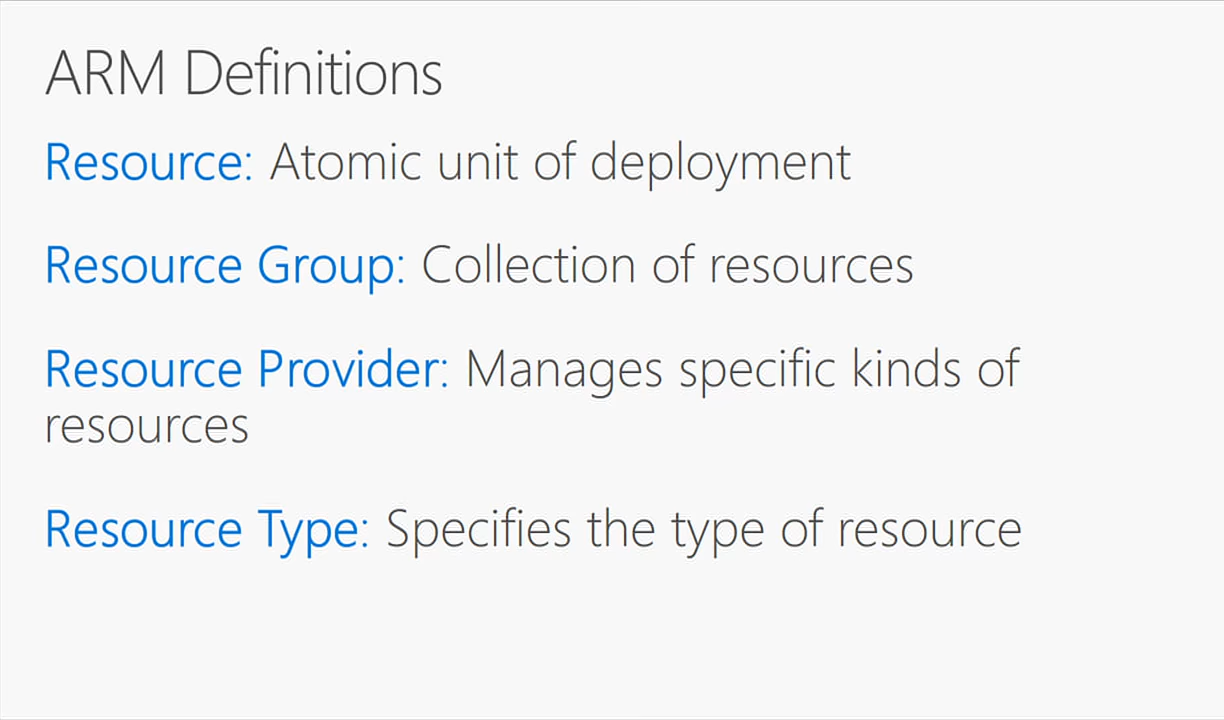 ARM Definitions
Resource: Atomic unit of deployment
Resource Group: Collection of resources
Resource Provider: Manages specific kinds of
resources
Resource Type: Specifies the type of resource